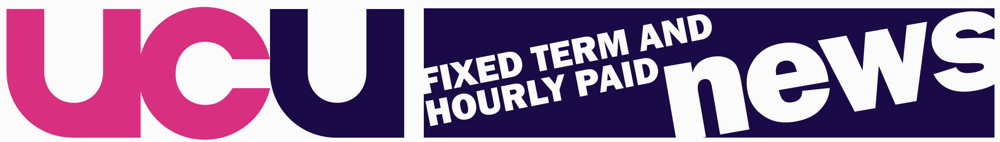 ucu
FIXED TERM AND
HOURLY PAID
news